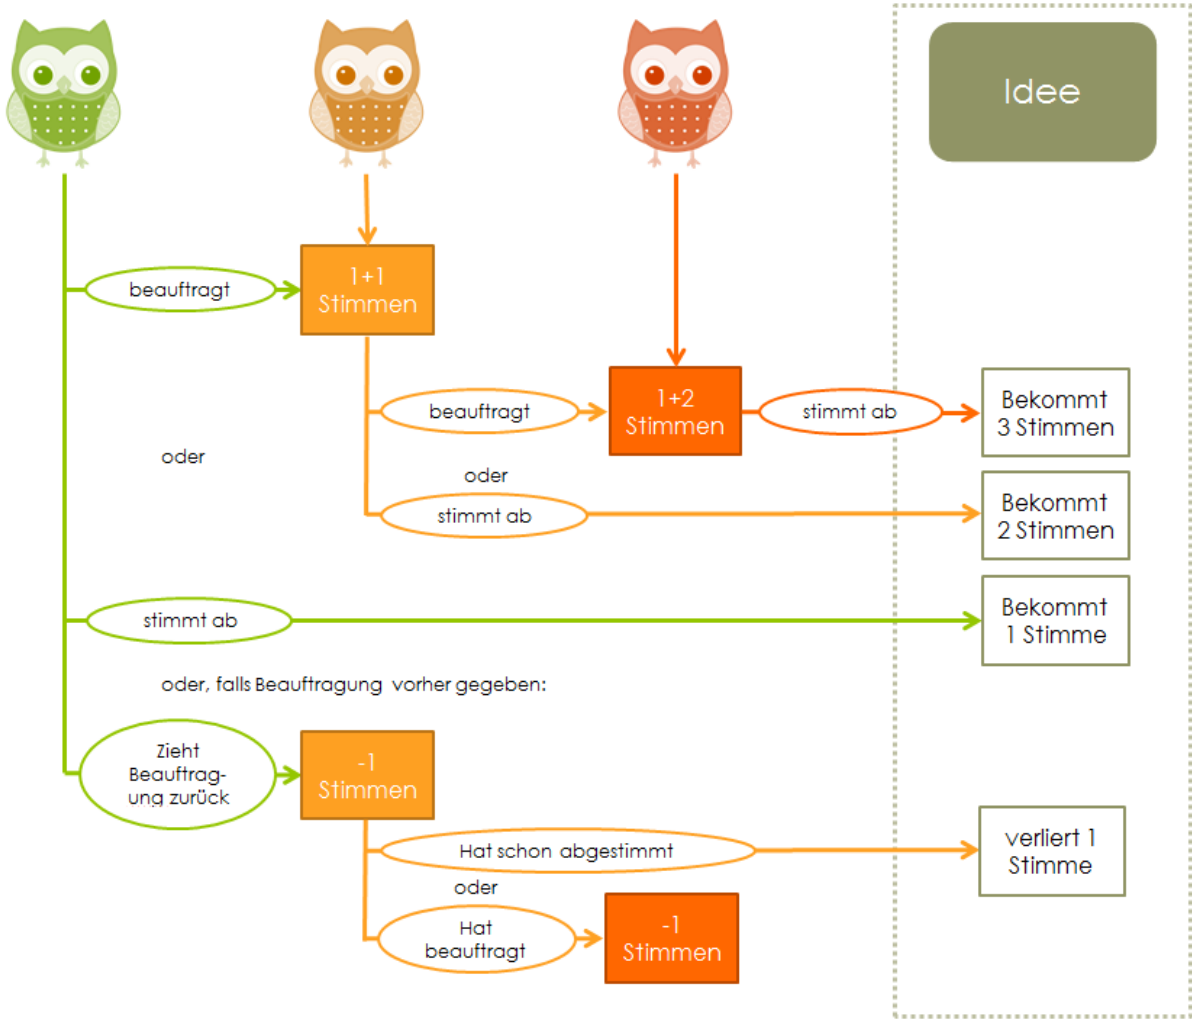 Idee
beauftragt
1+1
Stimmen
beauftragt
1+2
Stimmen
stimmt ab
Bekommt
3 Stimmen
oder
oder
stimmt ab
Bekommt
2 Stimmen
stimmt ab
Bekommt
1 Stimme
oder, falls Beauftragung vorher gegeben:
Zieht
Beauftrag-
ung zurück
-1
Stimmen
Hat schon abgestimmt
verliert 1
Stimme
oder
Hat
beauftragt
-1
Stimmen